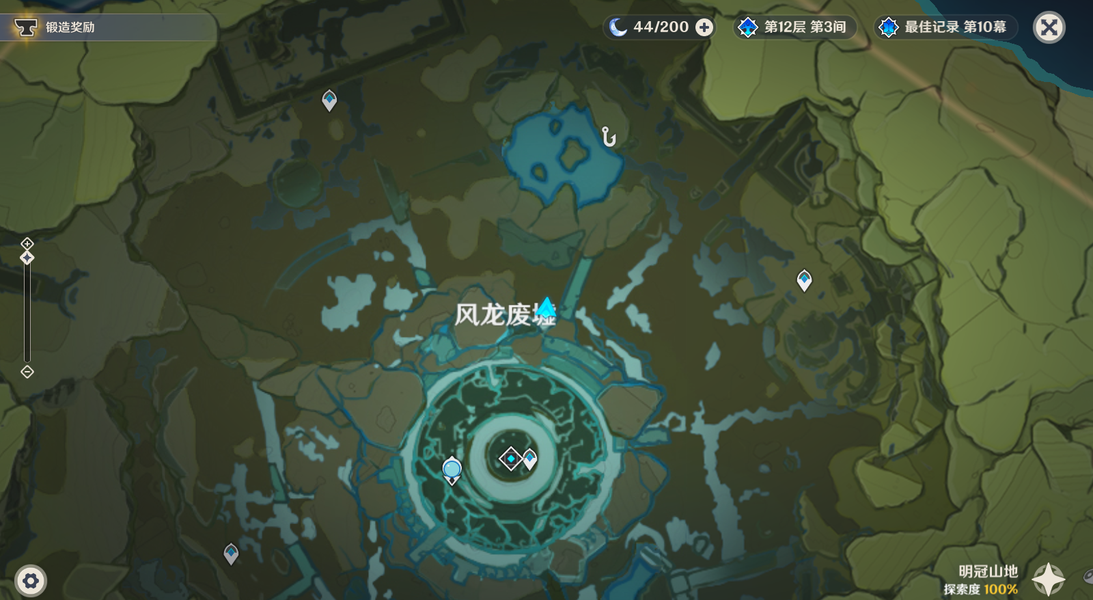 锻造奖励
44/200
第12层 第3间
最佳记录 第10幕
风龙废墟
明冠山地
探索度 100%